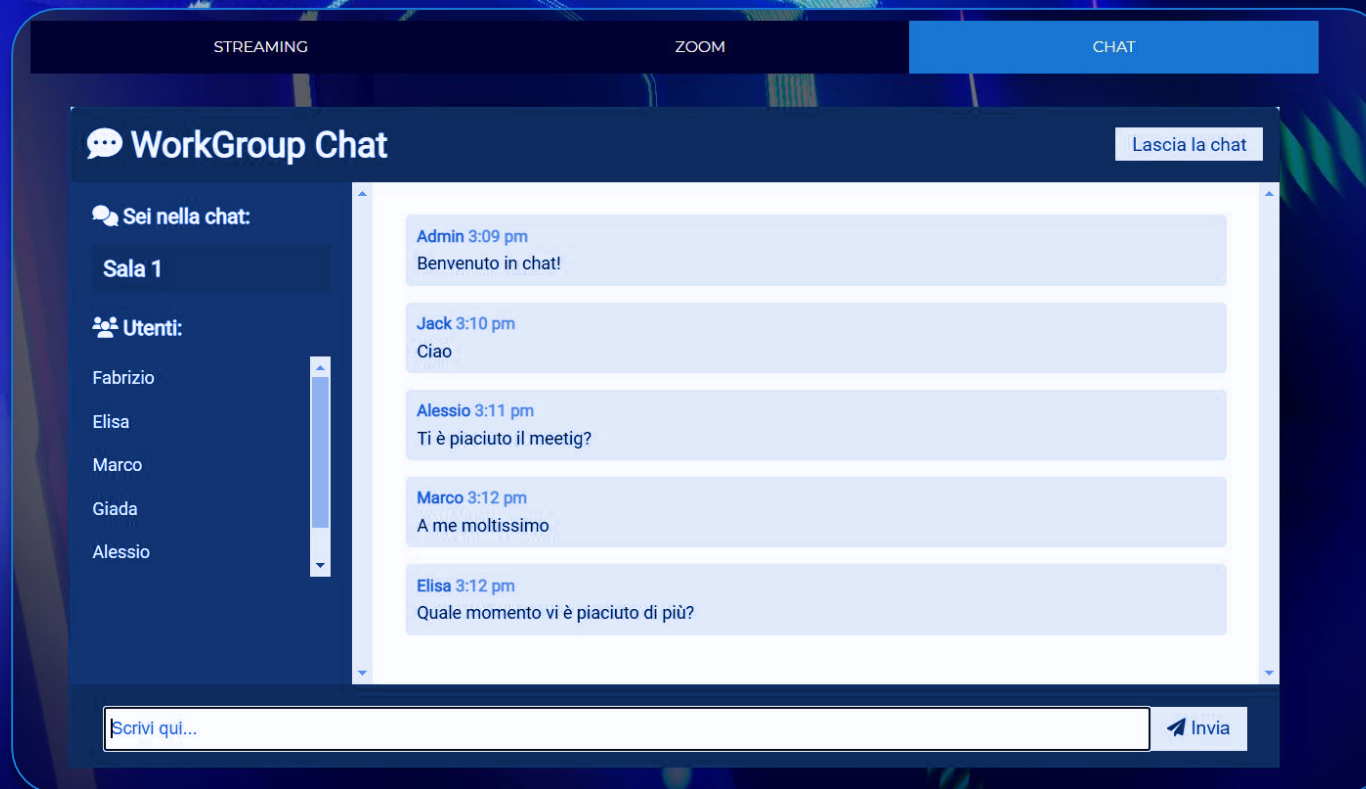 STREAMING
ZOOM
CHAT
WorkGroup Chat
Lascia la chat
Sei nella chat:
Sala 1
Utenti:
Fabrizio
Elisa
Marco
Giada
Alessio
Admin 3:09 pm
Benvenuto in chat!
Jack 3:10 pm
Ciao
Alessio 3:11 pm
Ti è piaciuto il meetig?
Marco 3:12 pm
A me moltissimo
Elisa 3:12 pm
Quale momento vi è piaciuto di più?
Scrivi qui...
Invia